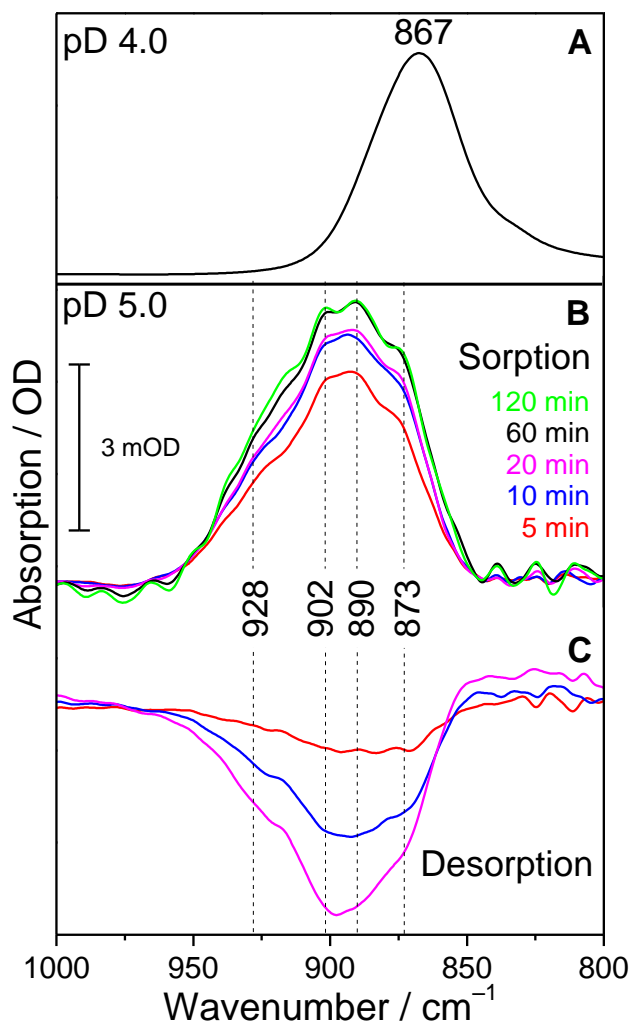 pD 4.0
867
A
pD 5.0
B
Sorption
120 min
60 min
20 min
10 min
5 min
3 mOD
Absorption / OD
928
902
890
873
C
Desorption
1000
950
900
850
800
Wavenumber / cm⁻¹